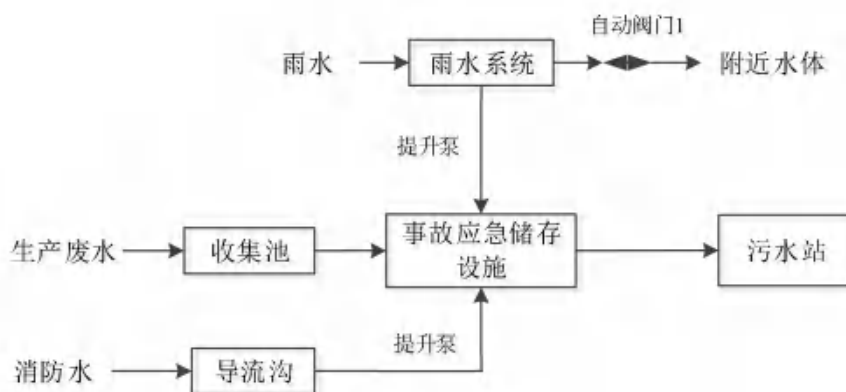 自动阀门1
雨水
雨水系统
附近水体
提升泵
生产废水
收集池
事故应急储存
设施
污水站
提升泵
消防水
导流沟